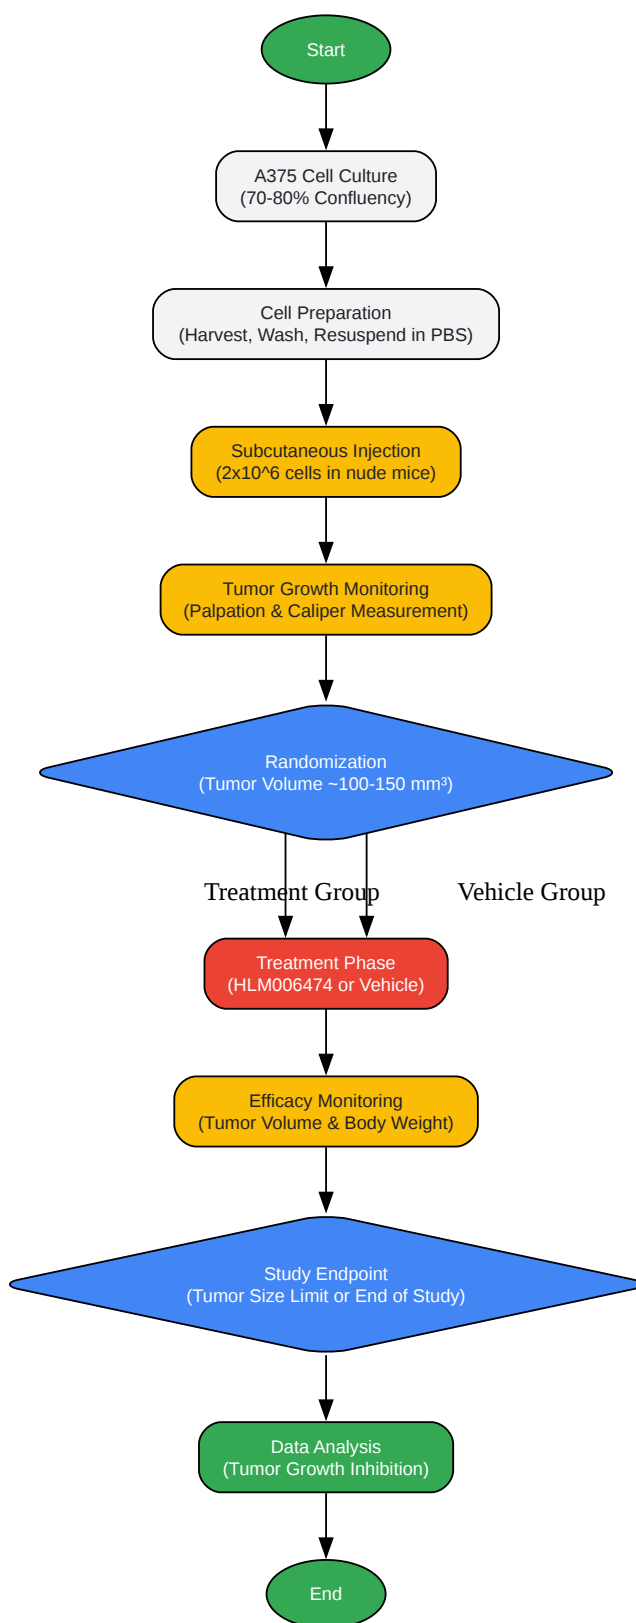 Start
A375 Cell Culture
(70-80% Confluency)
Cell Preparation
(Harvest, Wash, Resuspend in PBS)
Subcutaneous Injection
(2x10^6 cells in nude mice)
Tumor Growth Monitoring
(Palpation & Caliper Measurement)
Randomization
(Tumor Volume ~100-150 mm³)
Treatment Group
Vehicle Group
Treatment Phase
(HLM006474 or Vehicle)
Efficacy Monitoring
(Tumor Volume & Body Weight)
Study Endpoint
(Tumor Size Limit or End of Study)
Data Analysis
(Tumor Growth Inhibition)
End